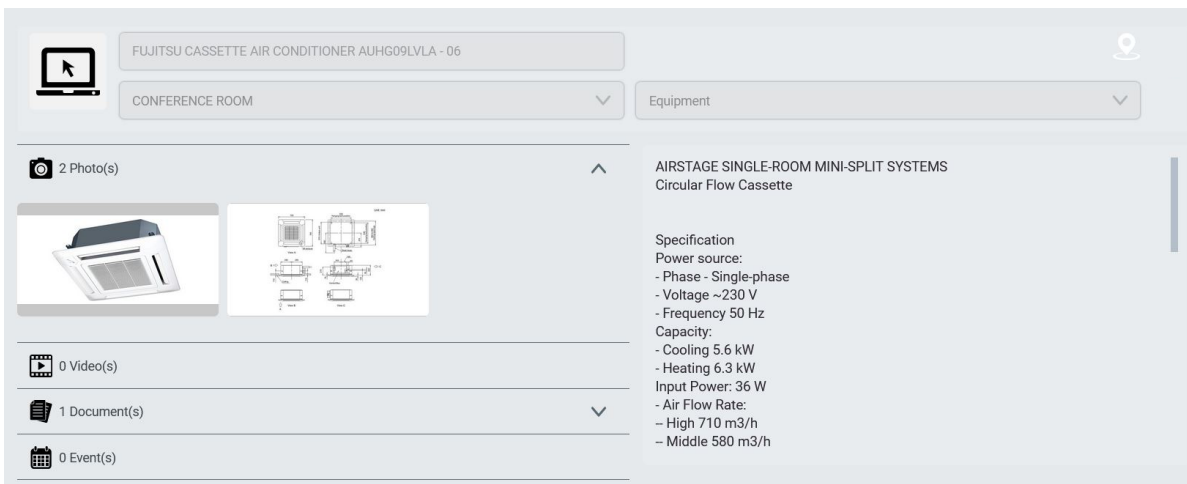 FUJITSU CASSETTE AIR CONDITIONER AUHG09LVLA - 06
CONFERENCE ROOM
Equipment
2 Photo(s)
0 Video(s)
1 Document(s)
0 Event(s)
AIRSTAGE SINGLE-ROOM MINI-SPLIT SYSTEMS
Circular Flow Cassette
Specification
Power source:
- Phase - Single-phase
- Voltage ~230 V
- Frequency 50 Hz
Capacity:
- Cooling 5.6 kW
- Heating 6.3 kW
Input Power: 36 W
- Air Flow Rate:
-- High 710 m3/h
-- Middle 580 m3/h